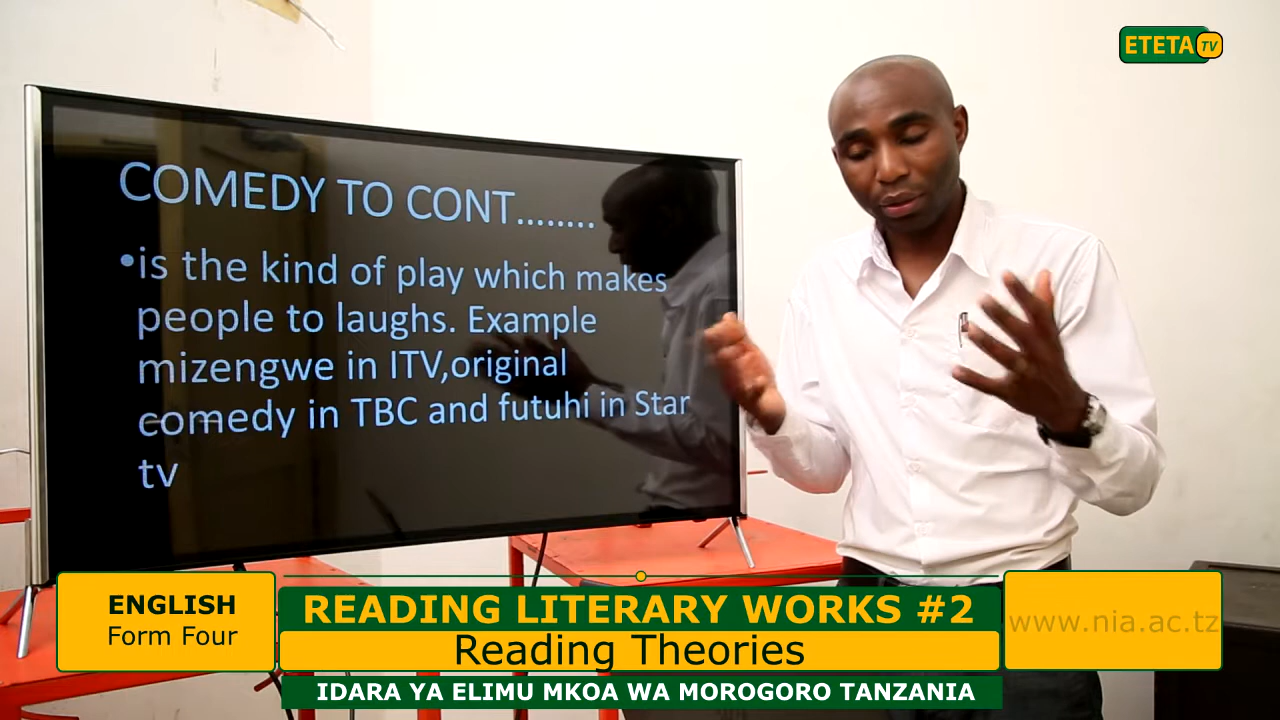 ETETA TV
COMEDY TO CONT........
•is the kind of play which makes
people to laughs. Example
mizengwe in ITV,original
comedy in TBC and futuhi in Star
tv
ENGLISH
Form Four
READING LITERARY WORKS #2
Reading Theories
www.nia.ac.tz
IDARA YA ELIMU MKOA WA MOROGORO TANZANIA